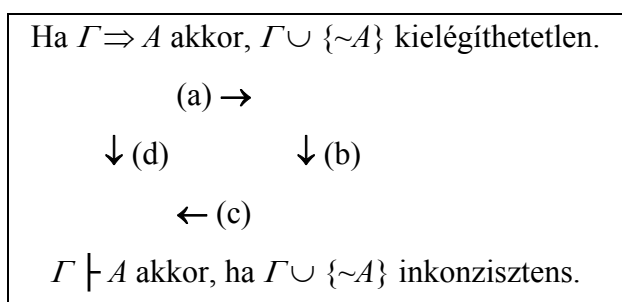 Ha Γ ⇒ A akkor, Γ ∪ {~A} kielégíthetetlen.
(a) →
↓ (d) ↓ (b)
← (c)
Γ ├ A akkor, ha Γ ∪ {~A} inkonzisztens.